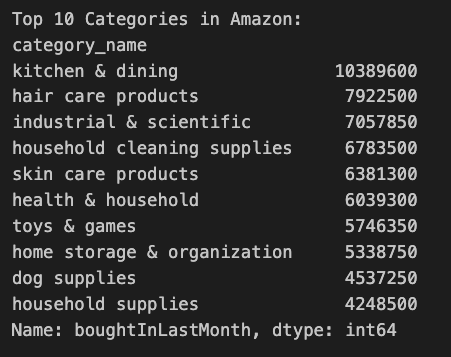 Top 10 Categories in Amazon:
category_name
kitchen & dining 10389600
hair care products 7922500
industrial & scientific 7057850
household cleaning supplies 6783500
skin care products 6381300
health & household 6039300
toys & games 5746350
home storage & organization 5338750
dog supplies 4537250
household supplies 4248500
Name: boughtInLastMonth, dtype: int64